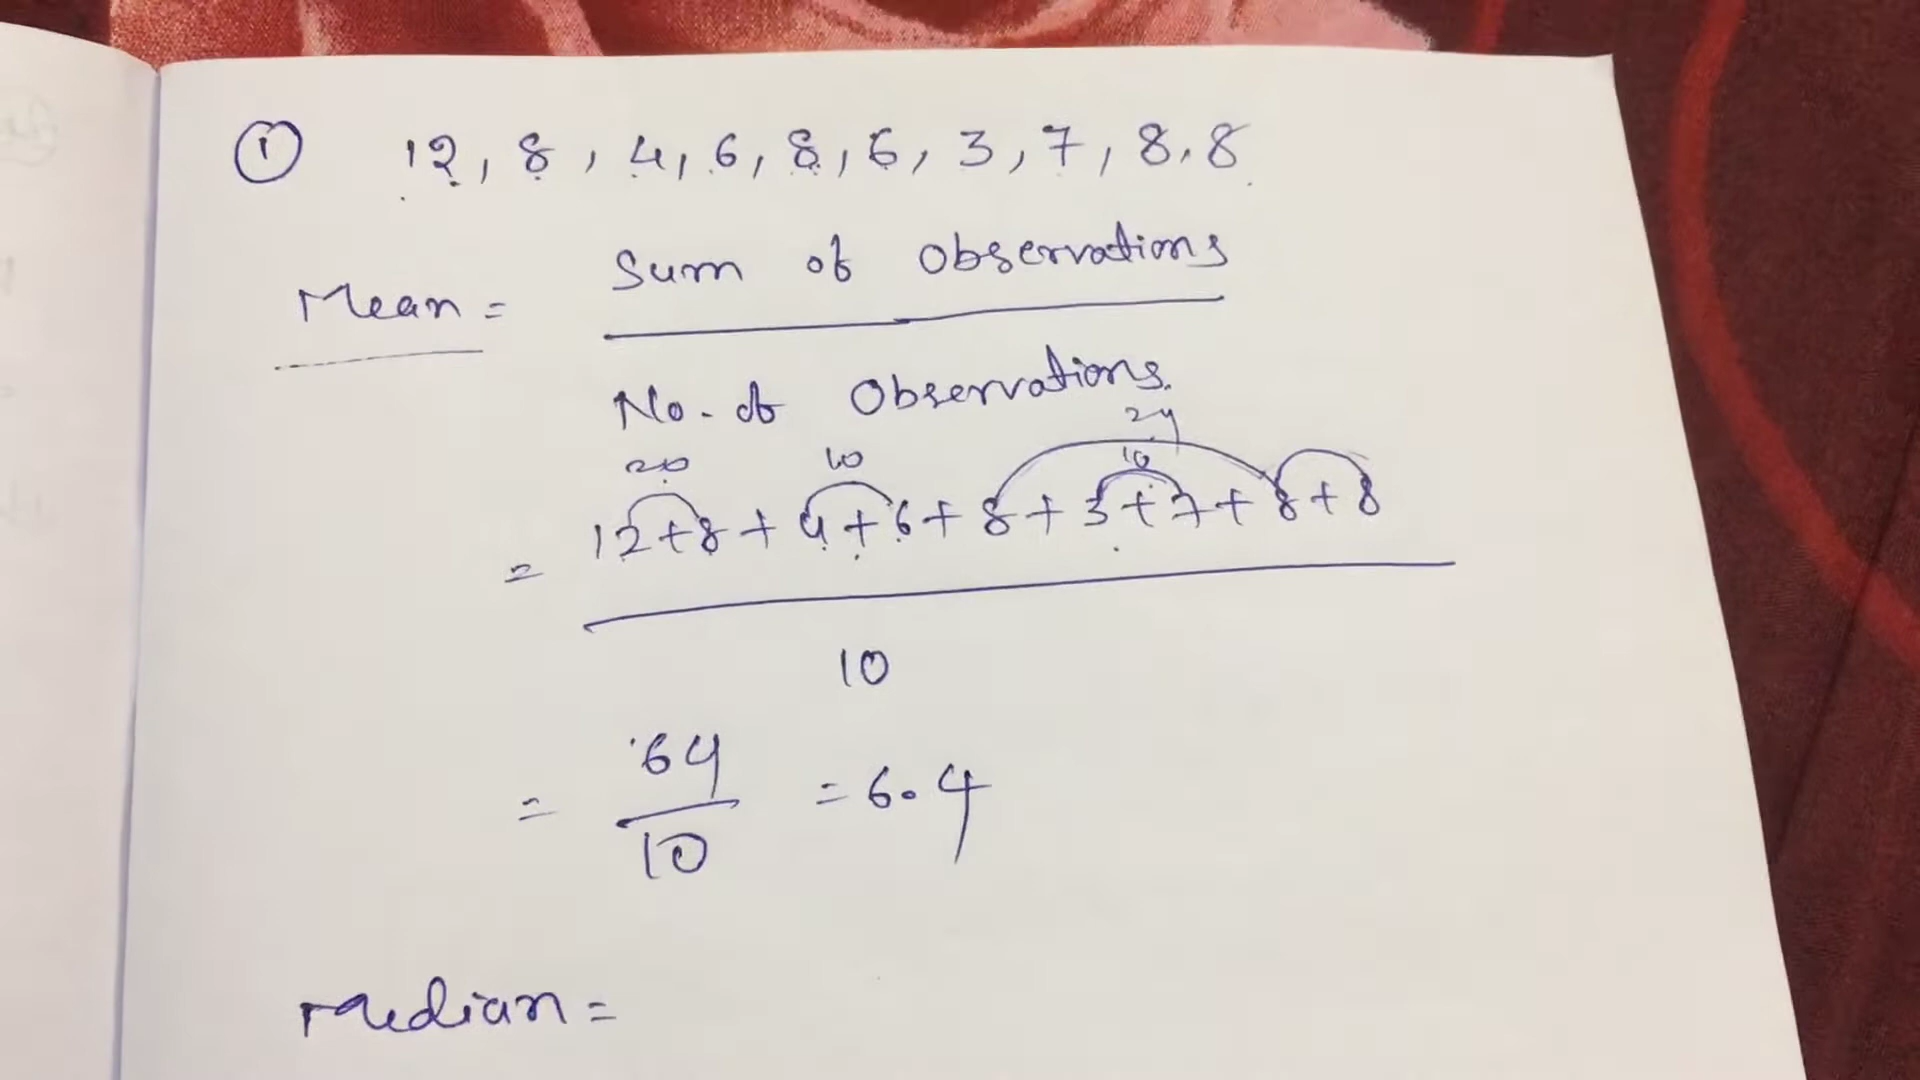 ① 12, 8, 4, 6, 8, 6, 3, 7, 8, 8
Mean = Sum of Observations
No. of Observations.
24
20 10 10
= 12+8+4+6+8+3+7+8+8
10
= 64 = 6.4
10
Median =